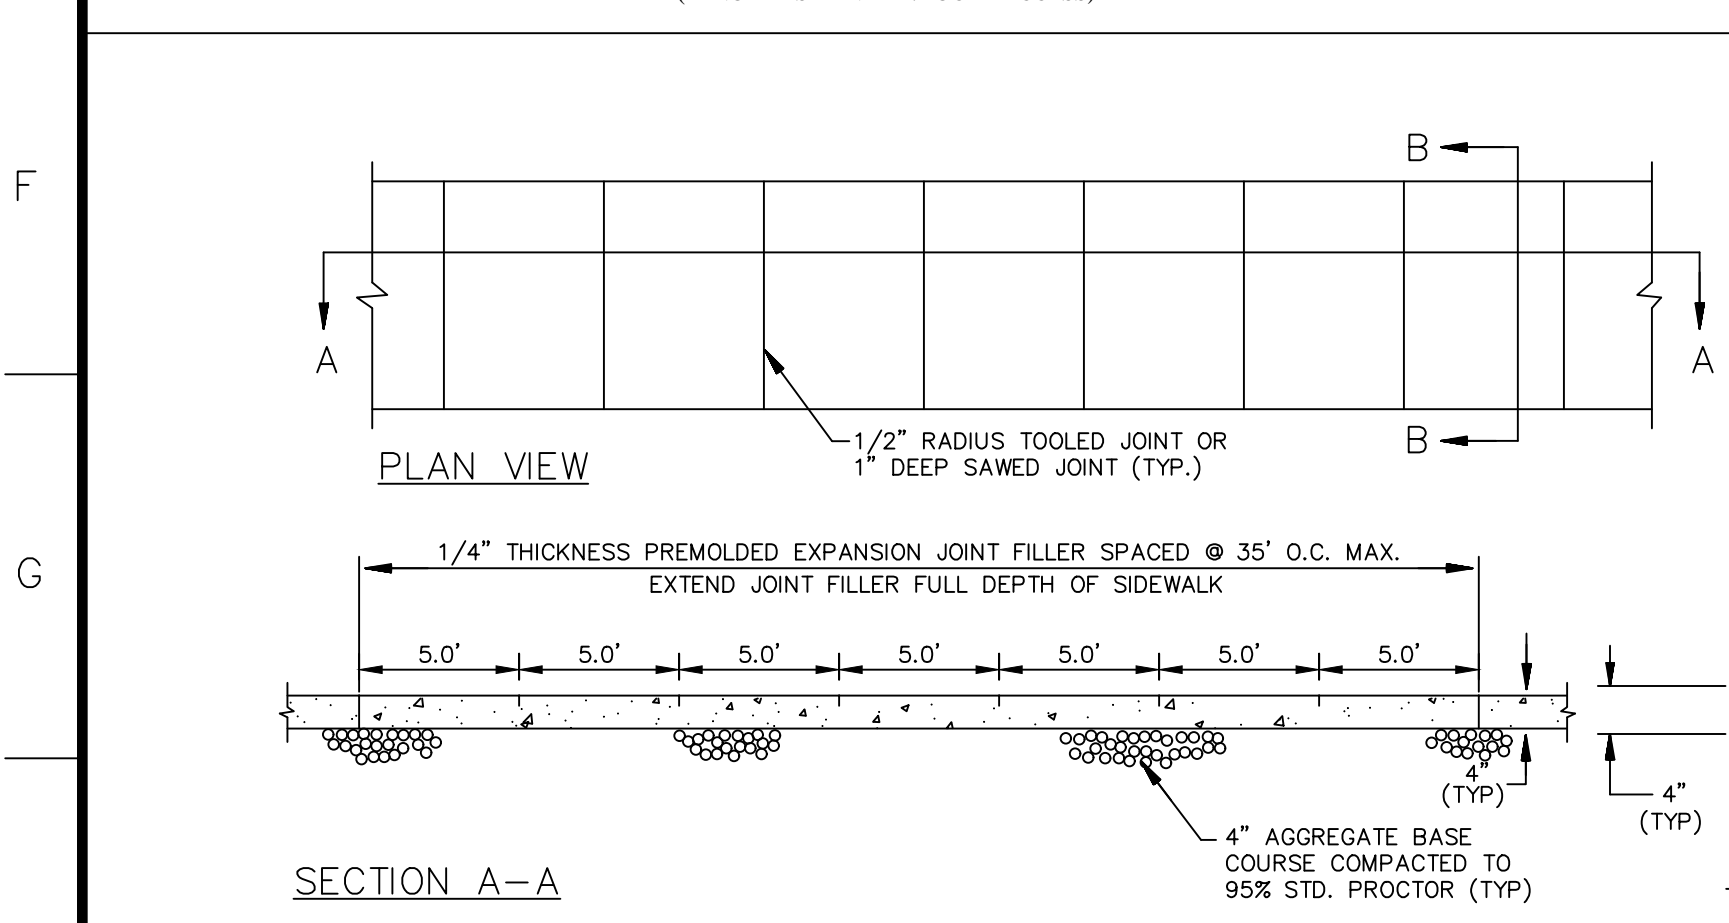 F
B
A
A
B
1/2" RADIUS TOOLED JOINT OR
1" DEEP SAWED JOINT (TYP.)
PLAN VIEW
G
1/4" THICKNESS PREMOLDED EXPANSION JOINT FILLER SPACED @ 35' O.C. MAX.
EXTEND JOINT FILLER FULL DEPTH OF SIDEWALK
5.0' 5.0' 5.0' 5.0' 5.0' 5.0' 5.0'
4"
(TYP)
4"
(TYP)
4" AGGREGATE BASE
COURSE COMPACTED TO
95% STD. PROCTOR (TYP)
SECTION A-A